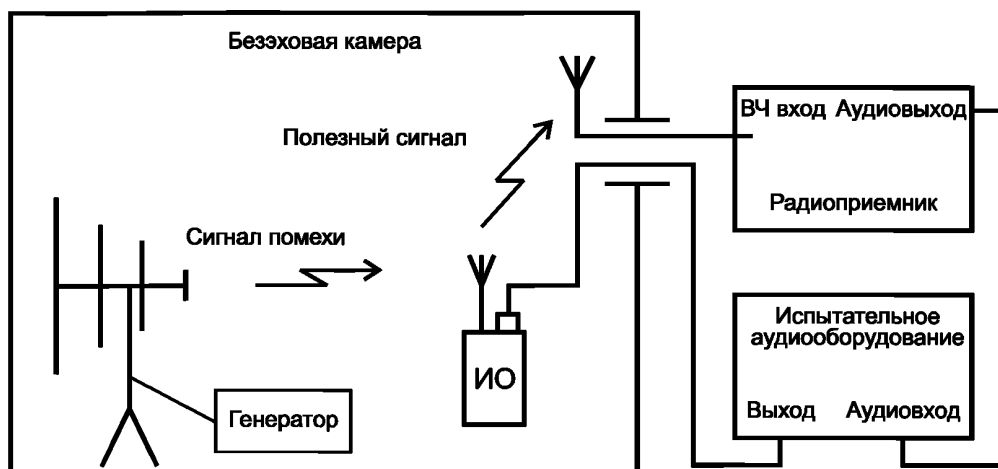 Безэховая камера
ВЧ вход Аудиовыход
Полезный сигнал
Радиоприемник
Сигнал помехи
Испытательное
аудиооборудование
ИО
Выход Аудиовход
Генератор